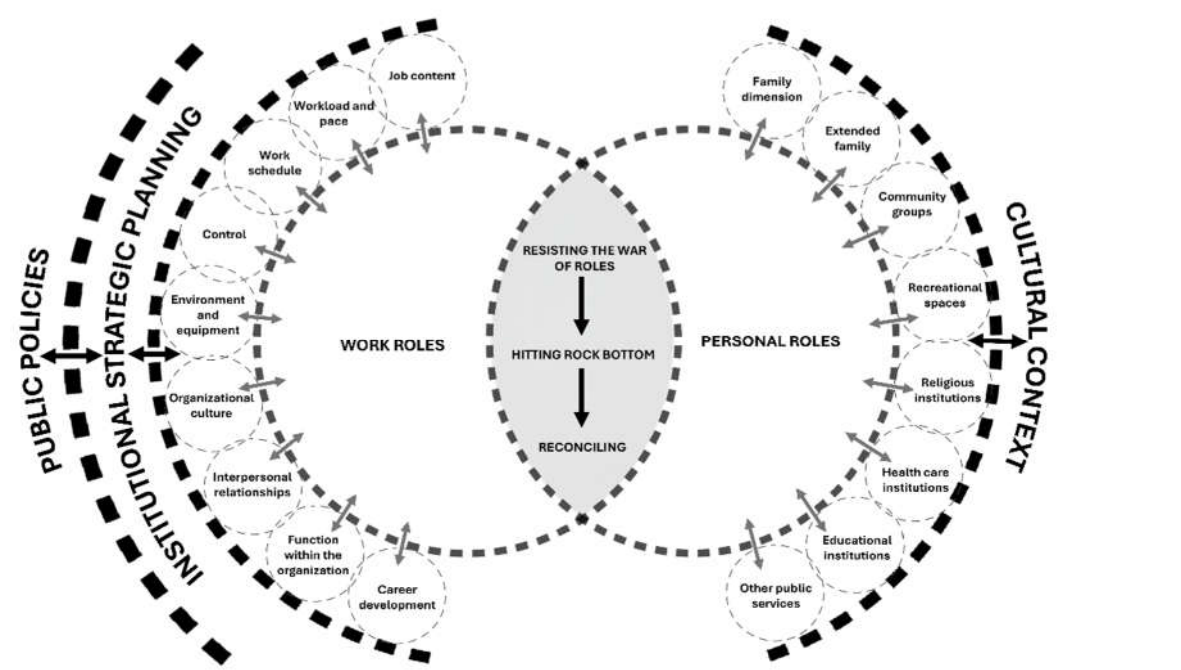 PUBLIC POLICIES
INSTITUTIONAL STRATEGIC PLANNING
Job content
Workload and
pace
Work
schedule
Control
Environment
and
equipment
Organizational
culture
Interpersonal
relationships
Function
within the
organization
Career
development
WORK ROLES
RESISTING THE WAR
OF ROLES
HITTING ROCK BOTTOM
RECONCILING
PERSONAL ROLES
Family
dimension
Extended
family
Community
groups
Recreational
spaces
Religious
institutions
Health care
institutions
Educational
institutions
Other public
services
CULTURAL CONTEXT